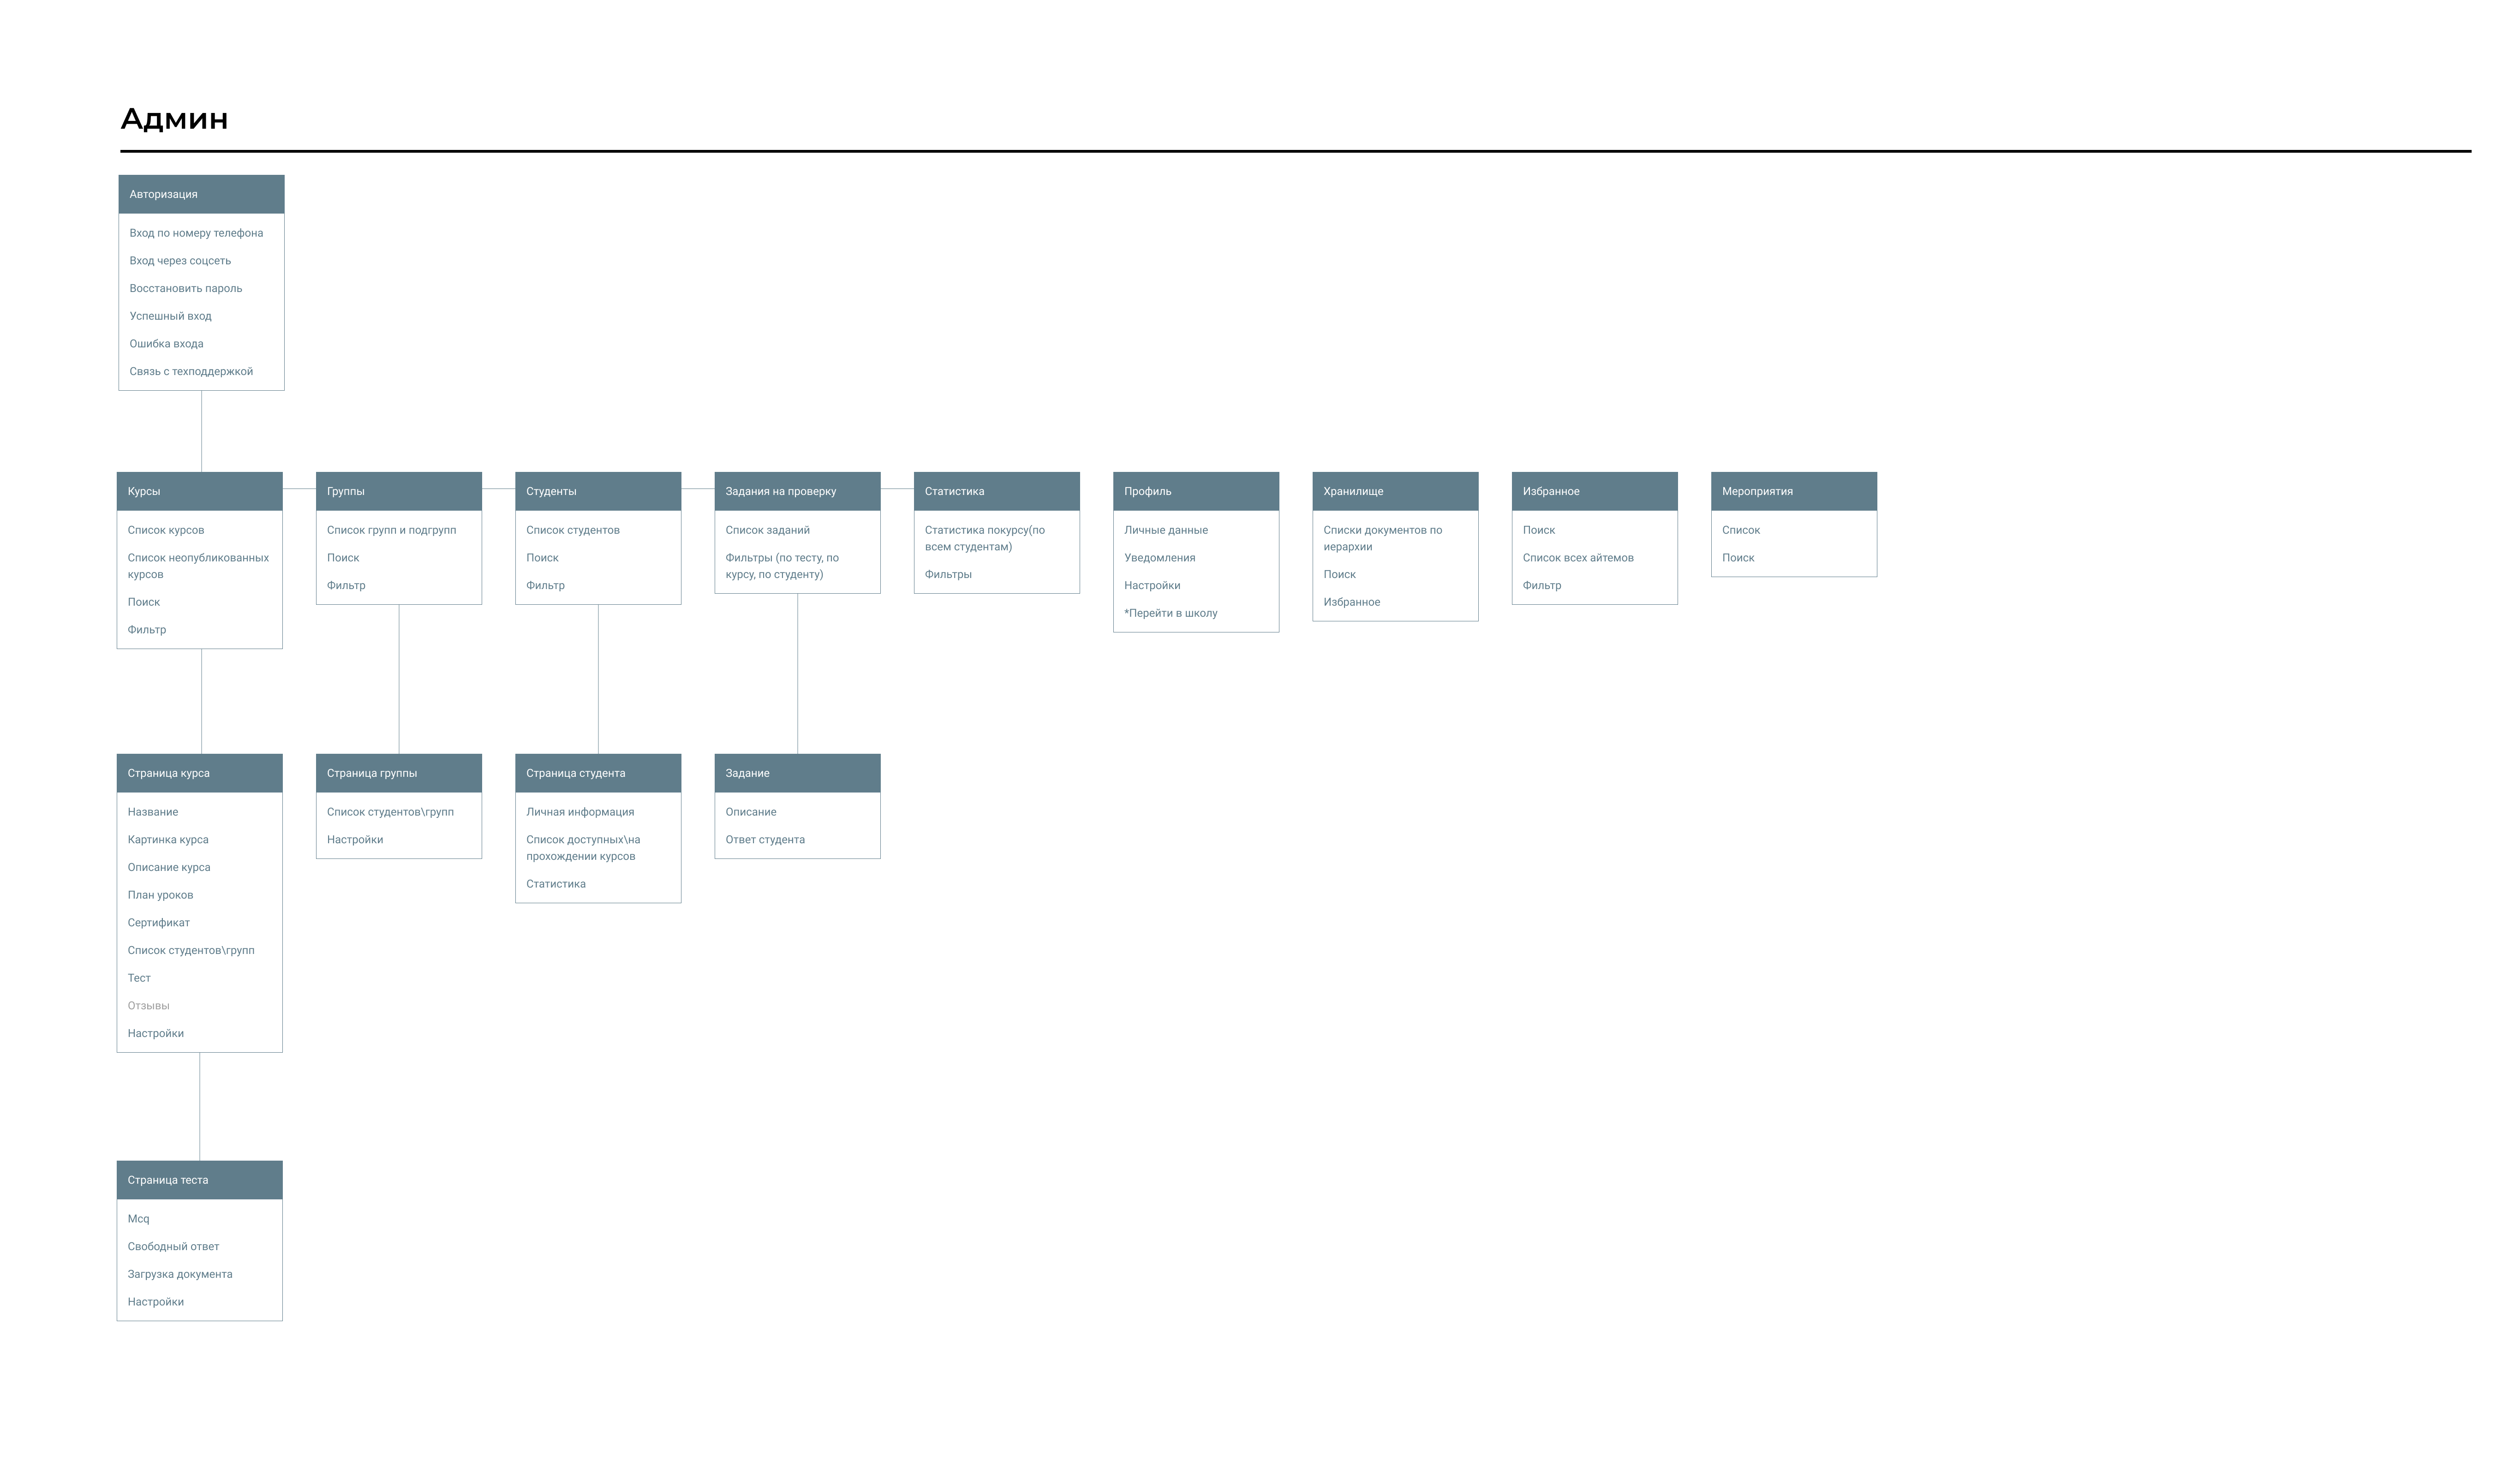 Админ
Авторизация
Вход по номеру телефона
Вход через соцсеть
Восстановить пароль
Успешный вход
Ошибка входа
Связь с техподдержкой
Курсы
Список курсов
Список неопубликованных
курсов
Поиск
Фильтр
Группы
Список групп и подгрупп
Поиск
Фильтр
Студенты
Список студентов
Поиск
Фильтр
Задания на проверку
Список заданий
Фильтры (по тесту, по
курсу, по студенту)
Статистика
Статистика покурсу(по
всем студентам)
Фильтры
Профиль
Личные данные
Уведомления
Настройки
*Перейти в школу
Хранилище
Списки документов по
иерархии
Поиск
Избранное
Избранное
Поиск
Список всех айтемов
Фильтр
Мероприятия
Список
Поиск
Страница курса
Название
Картинка курса
Описание курса
План уроков
Сертификат
Список студентов\групп
Тест
Отзывы
Настройки
Страница группы
Список студентов\групп
Настройки
Страница студента
Личная информация
Список доступных\на
прохождении курсов
Статистика
Задание
Описание
Ответ студента
Страница теста
Mcq
Свободный ответ
Загрузка документа
Настройки